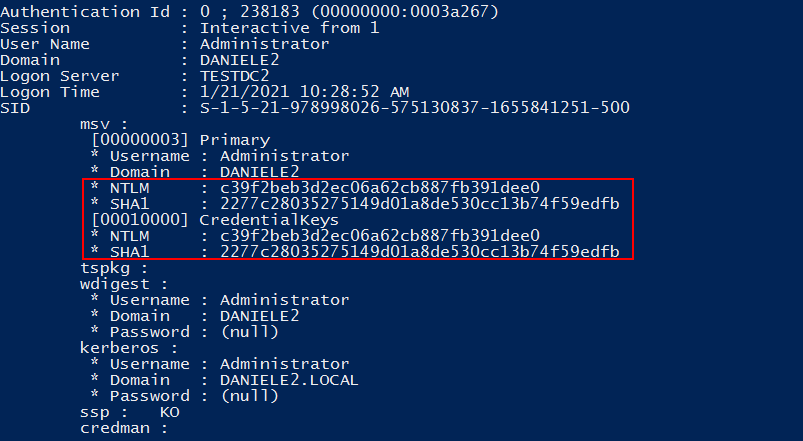 Authentication Id : 0 ; 238183 (00000000:0003a267)
Session : Interactive from 1
User Name : Administrator
Domain : DANIELE2
Logon Server : TESTDC2
Logon Time : 1/21/2021 10:28:52 AM
SID : S-1-5-21-978998026-575130837-1655841251-500
msv :
[00000003] Primary
* Username : Administrator
* Domain : DANIELE2
* NTLM : c39f2beb3d2ec06a62cb887fb391dee0
* SHA1 : 2277c28035275149d01a8de530cc13b74f59edfb
[00010000] CredentialKeys
* NTLM : c39f2beb3d2ec06a62cb887fb391dee0
* SHA1 : 2277c28035275149d01a8de530cc13b74f59edfb
tspkg :
wdigest :
* Username : Administrator
* Domain : DANIELE2
* Password : (null)
kerberos :
* Username : Administrator
* Domain : DANIELE2.LOCAL
* Password : (null)
ssp : KO
credman :